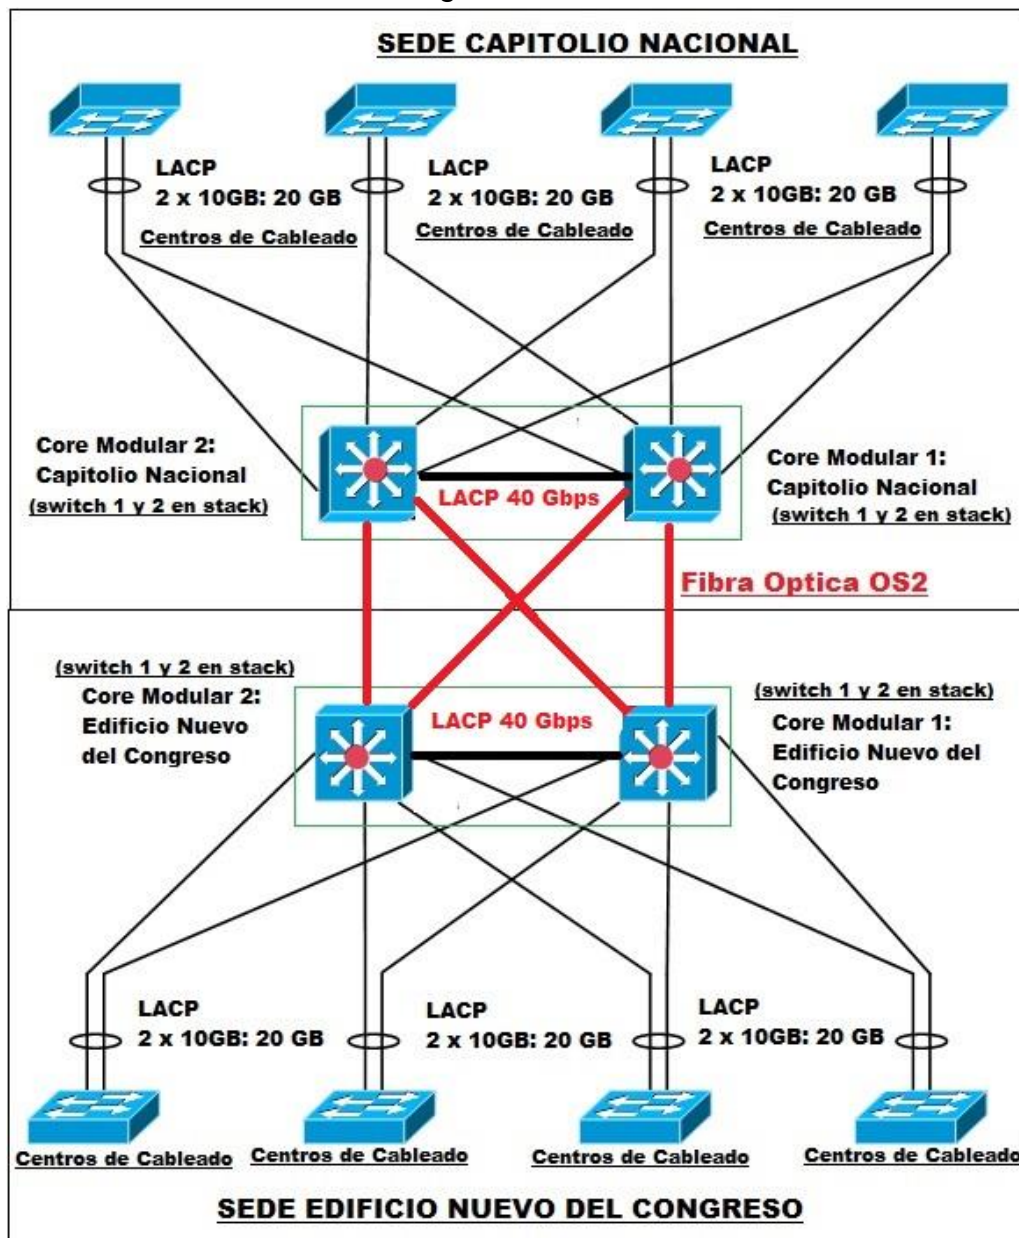 SEDE CAPITOLIO NACIONAL
LACP
2 x 10GB: 20 GB
Centros de Cableado
LACP
2 x 10GB: 20 GB
Centros de Cableado
LACP
2 x 10GB: 20 GB
Centros de Cableado
Core Modular 2:
Capitolio Nacional
(switch 1 y 2 en stack)
LACP 40 Gbps
Core Modular 1:
Capitolio Nacional
(switch 1 y 2 en stack)
Fibra Optica OS2
(switch 1 y 2 en stack)
Core Modular 2:
Edificio Nuevo
del Congreso
LACP 40 Gbps
(switch 1 y 2 en stack)
Core Modular 1:
Edificio Nuevo del
Congreso
LACP
2 x 10GB: 20 GB
LACP
2 x 10GB: 20 GB
LACP
2 x 10GB: 20 GB
Centros de Cableado
Centros de Cableado
Centros de Cableado
Centros de Cableado
SEDE EDIFICIO NUEVO DEL CONGRESO